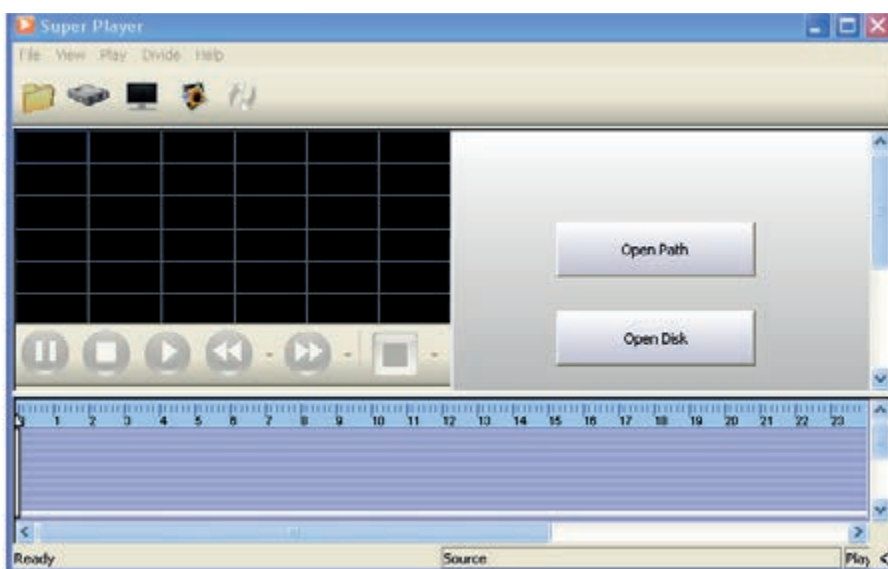 Super Player
File View Play Divide Help
Open Path
Open Disk
0 1 2 3 4 5 6 7 8 9 10 11 12 13 14 15 16 17 18 19 20 21 22 23
Ready Source Play